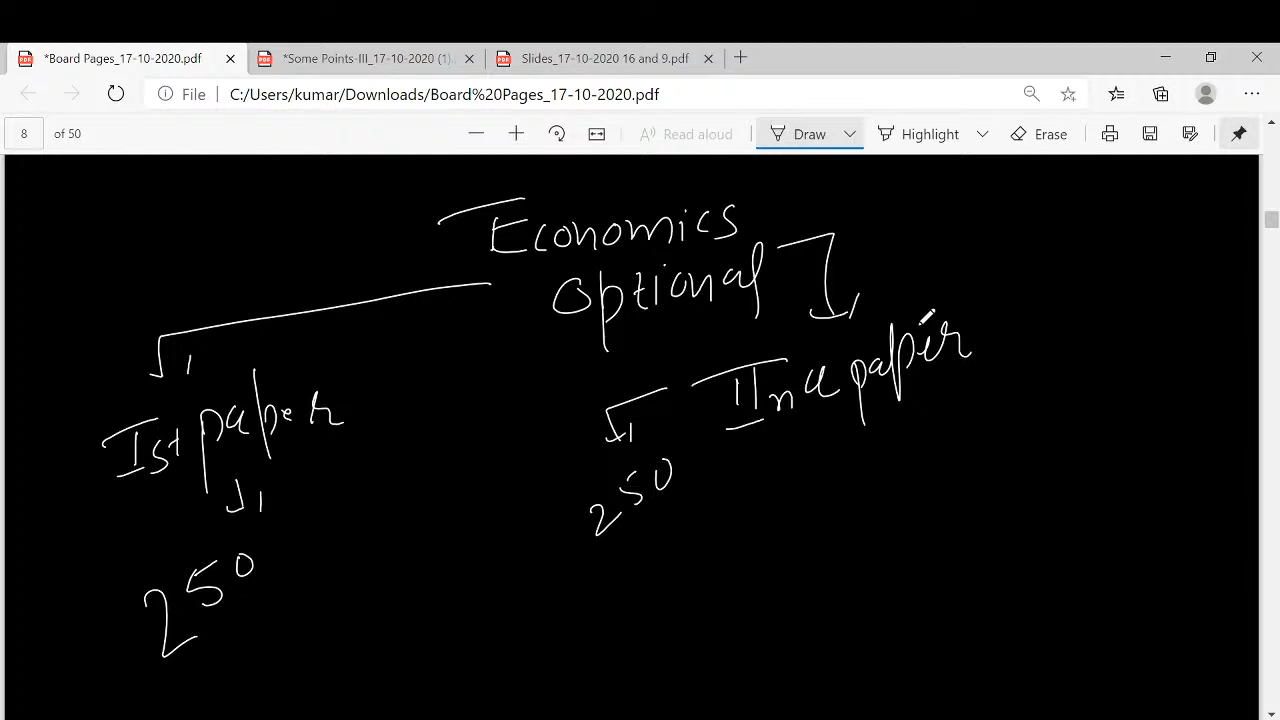 *Board Pages_17-10-2020.pdf
*Some Points-III_17-10-2020 (1).
Slides_17-10-2020 16 and 9.pdf
File C:/Users/kumar/Downloads/Board%20Pages_17-10-2020.pdf
8 of 50 Read aloud Draw Highlight Erase
Economics
Optional
Ist paper
IInd paper
250
250